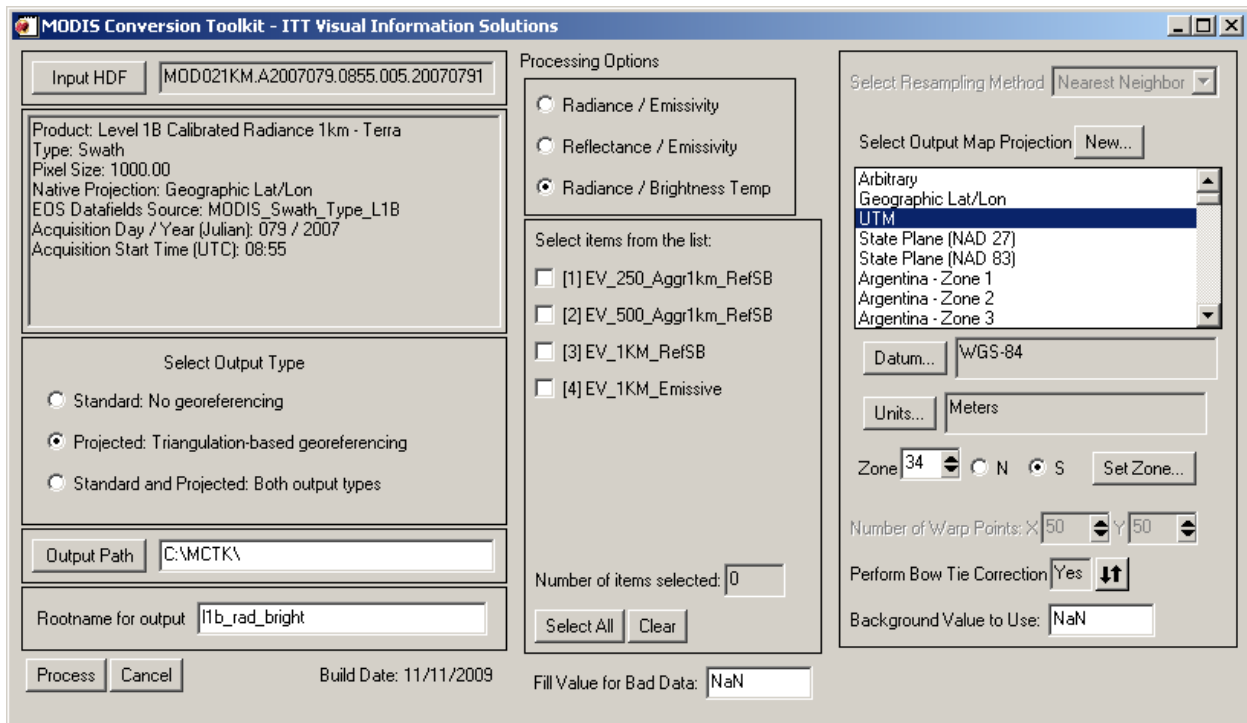 MODIS Conversion Toolkit - ITT Visual Information Solutions
Input HDF
MOD021KM.A2007079.0855.005.20070791
Product: Level 1B Calibrated Radiance 1km - Terra
Type: Swath
Pixel Size: 1000.00
Native Projection: Geographic Lat/Lon
EOS Datafields Source: MODIS_Swath_Type_L1B
Acquisition Day / Year (Julian): 079 / 2007
Acquisition Start Time (UTC): 08:55
Select Output Type
Standard: No georeferencing
Projected: Triangulation-based georeferencing
Standard and Projected: Both output types
Output Path
C:\MCTK\
Rootname for output
l1b_rad_bright
Process
Cancel
Build Date: 11/11/2009
Processing Options
Radiance / Emissivity
Reflectance / Emissivity
Radiance / Brightness Temp
Select items from the list:
[1] EV_250_Aggr1km_RefSB
[2] EV_500_Aggr1km_RefSB
[3] EV_1KM_RefSB
[4] EV_1KM_Emissive
Number of items selected: 0
Select All
Clear
Fill Value for Bad Data: NaN
Select Resampling Method Nearest Neighbor
Select Output Map Projection New...
Arbitrary
Geographic Lat/Lon
UTM
State Plane (NAD 27)
State Plane (NAD 83)
Argentina - Zone 1
Argentina - Zone 2
Argentina - Zone 3
Datum... WGS-84
Units... Meters
Zone 34 N S Set Zone...
Number of Warp Points: X 50 Y 50
Perform Bow Tie Correction Yes
Background Value to Use: NaN